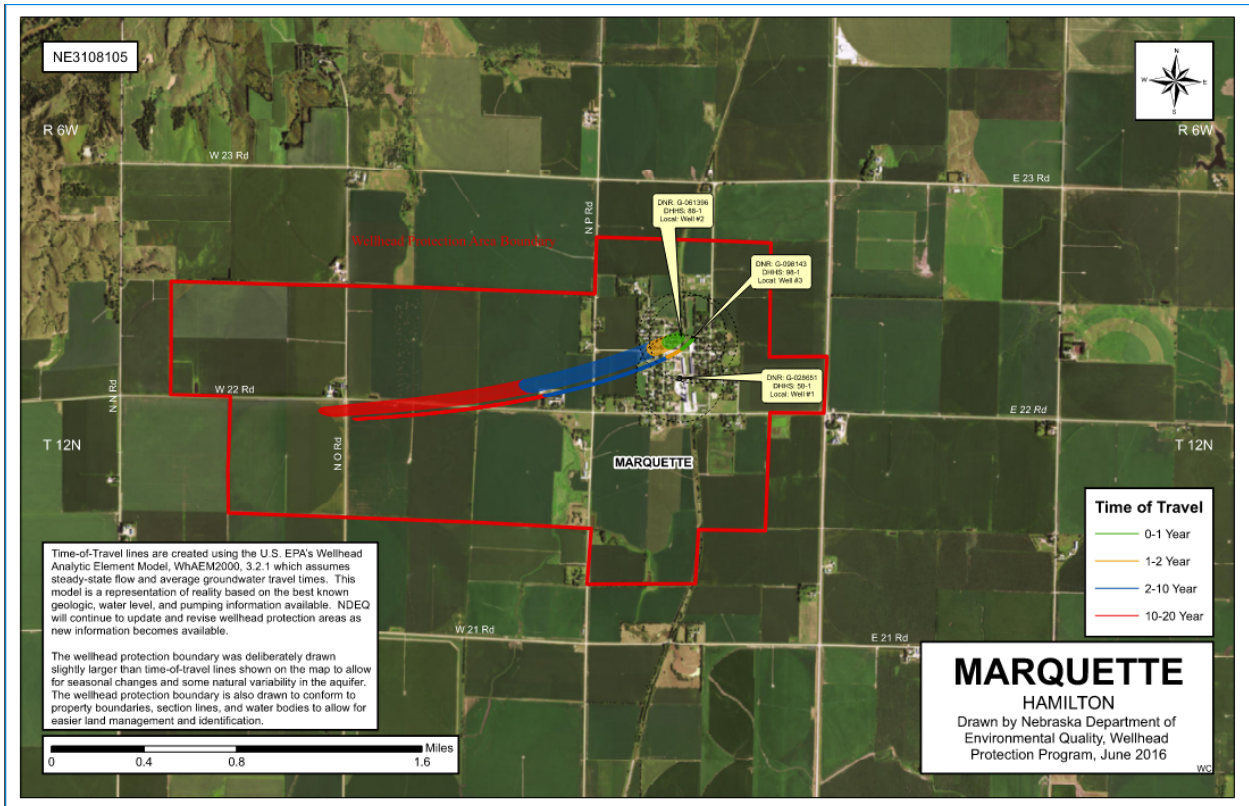 NE3108105
N
W
E
S
R 6W
R 6W
W 23 Rd
E 23 Rd
DNR: G-061396
DHHS: 88-1
Local: Well #2
N P Rd
Wellhead Protection Area Boundary
DNR: G-098143
DHHS: 98-1
Local: Well #3
N N Rd
W 22 Rd
DNR: G-028651
DHHS: 50-1
Local: Well #1
E 22 Rd
T 12N
N O Rd
MARQUETTE
T 12N
Time of Travel
0-1 Year
1-2 Year
2-10 Year
10-20 Year
Time-of-Travel lines are created using the U.S. EPA's Wellhead
Analytic Element Model, WhAEM2000, 3.2.1 which assumes
steady-state flow and average groundwater travel times. This
model is a representation of reality based on the best known
geologic, water level, and pumping information available. NDEQ
will continue to update and revise wellhead protection areas as
new information becomes available.
The wellhead protection boundary was deliberately drawn
slightly larger than time-of-travel lines shown on the map to allow
for seasonal changes and some natural variability in the aquifer.
The wellhead protection boundary is also drawn to conform to
property boundaries, section lines, and water bodies to allow for
easier land management and identification.
W 21 Rd
E 21 Rd
MARQUETTE
HAMILTON
Drawn by Nebraska Department of
Environmental Quality, Wellhead
Protection Program, June 2016
WC
Miles
0 0.4 0.8 1.6